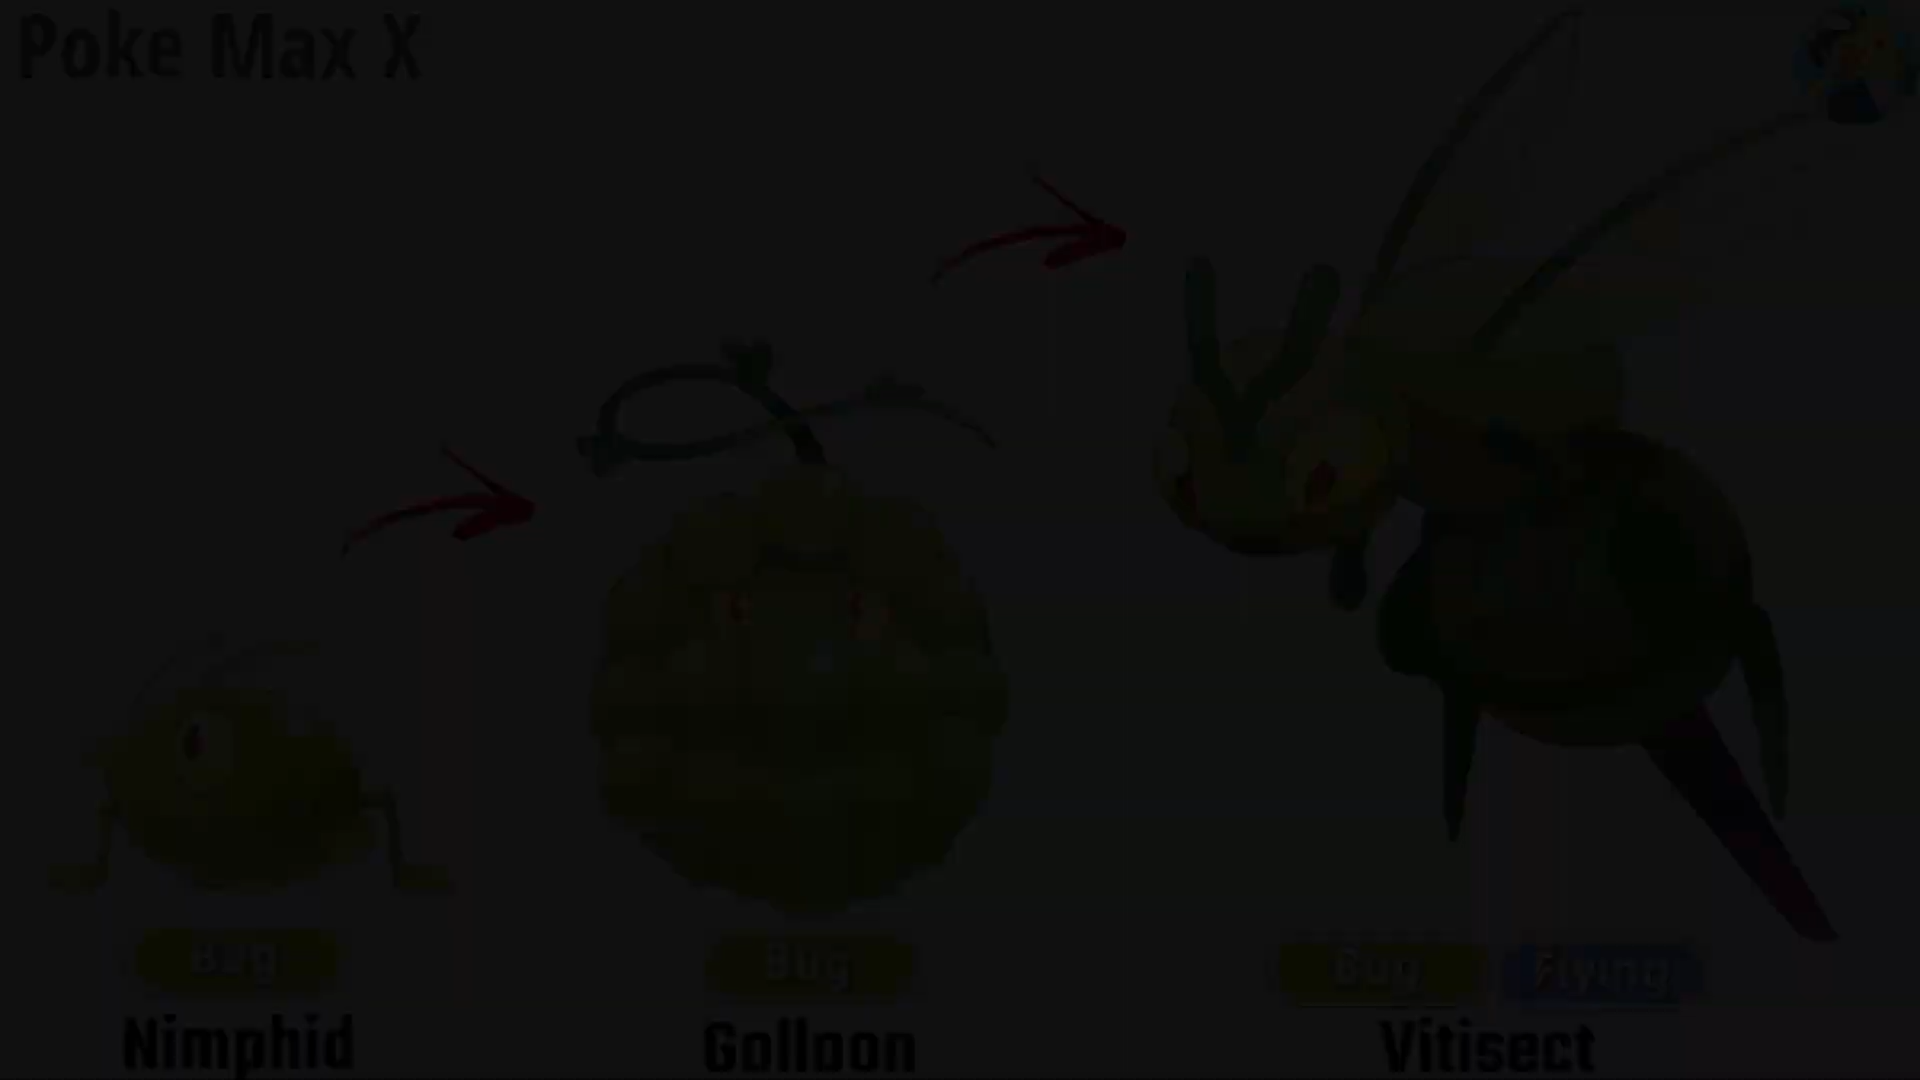 Poke Max X
Bug
Bug
Bug
Flying
Nimphid
Golloon
Vitisect